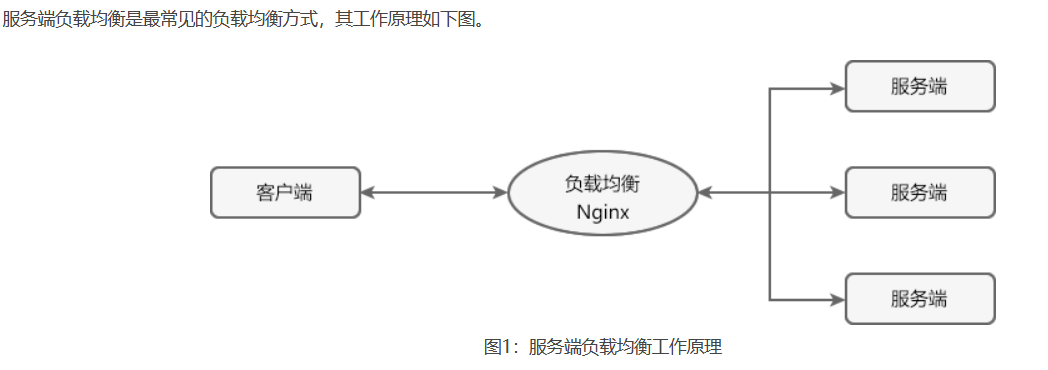 服务端负载均衡是最常见的负载均衡方式，其工作原理如下图。
服务端
客户端
负载均衡
Nginx
服务端
服务端
图1：服务端负载均衡工作原理